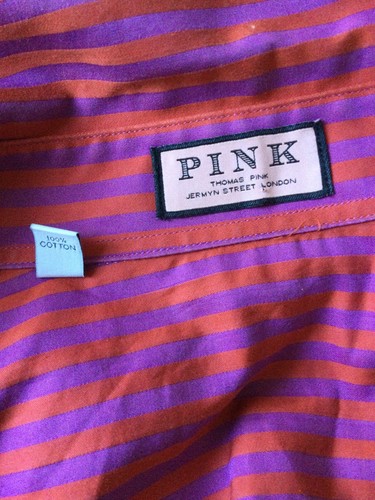 PINK
THOMAS PINK
JERMYN STREET LONDON
100%
COTTON